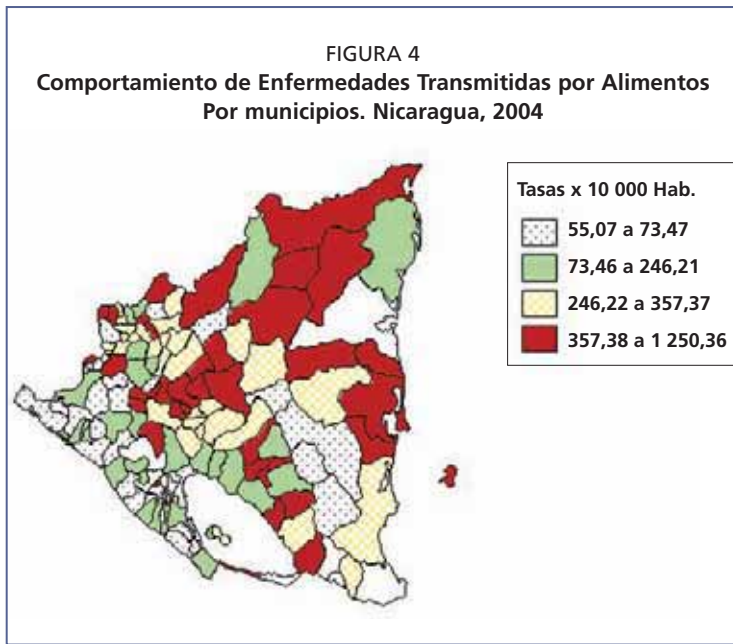 FIGURA 4
Comportamiento de Enfermedades Transmitidas por Alimentos
Por municipios. Nicaragua, 2004
Tasas x 10 000 Hab.
55,07 a 73,47
73,46 a 246,21
246,22 a 357,37
357,38 a 1 250,36